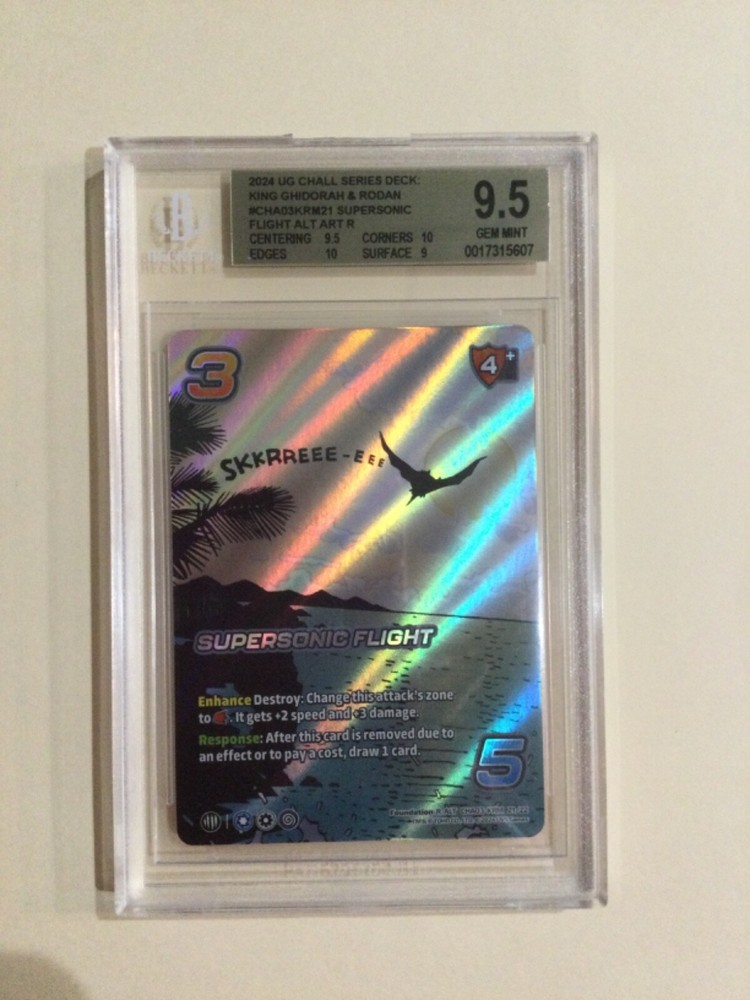 2024 UG CHALL SERIES DECK:
KING GHIDORAH & RODAN
#CHA03KRM21 SUPERSONIC
FLIGHT ALT ART R
CENTERING 9.5 CORNERS 10
EDGES 10 SURFACE 9
9.5
GEM MINT
0017315607
BECKETT
3
4+
SKKRREEE-EEE
SUPERSONIC FLIGHT
Enhance Destroy: Change this attack's zone
to . It gets +2 speed and +3 damage.
Response: After this card is removed due to
an effect or to pay a cost, draw 1 card.
5
Foundation